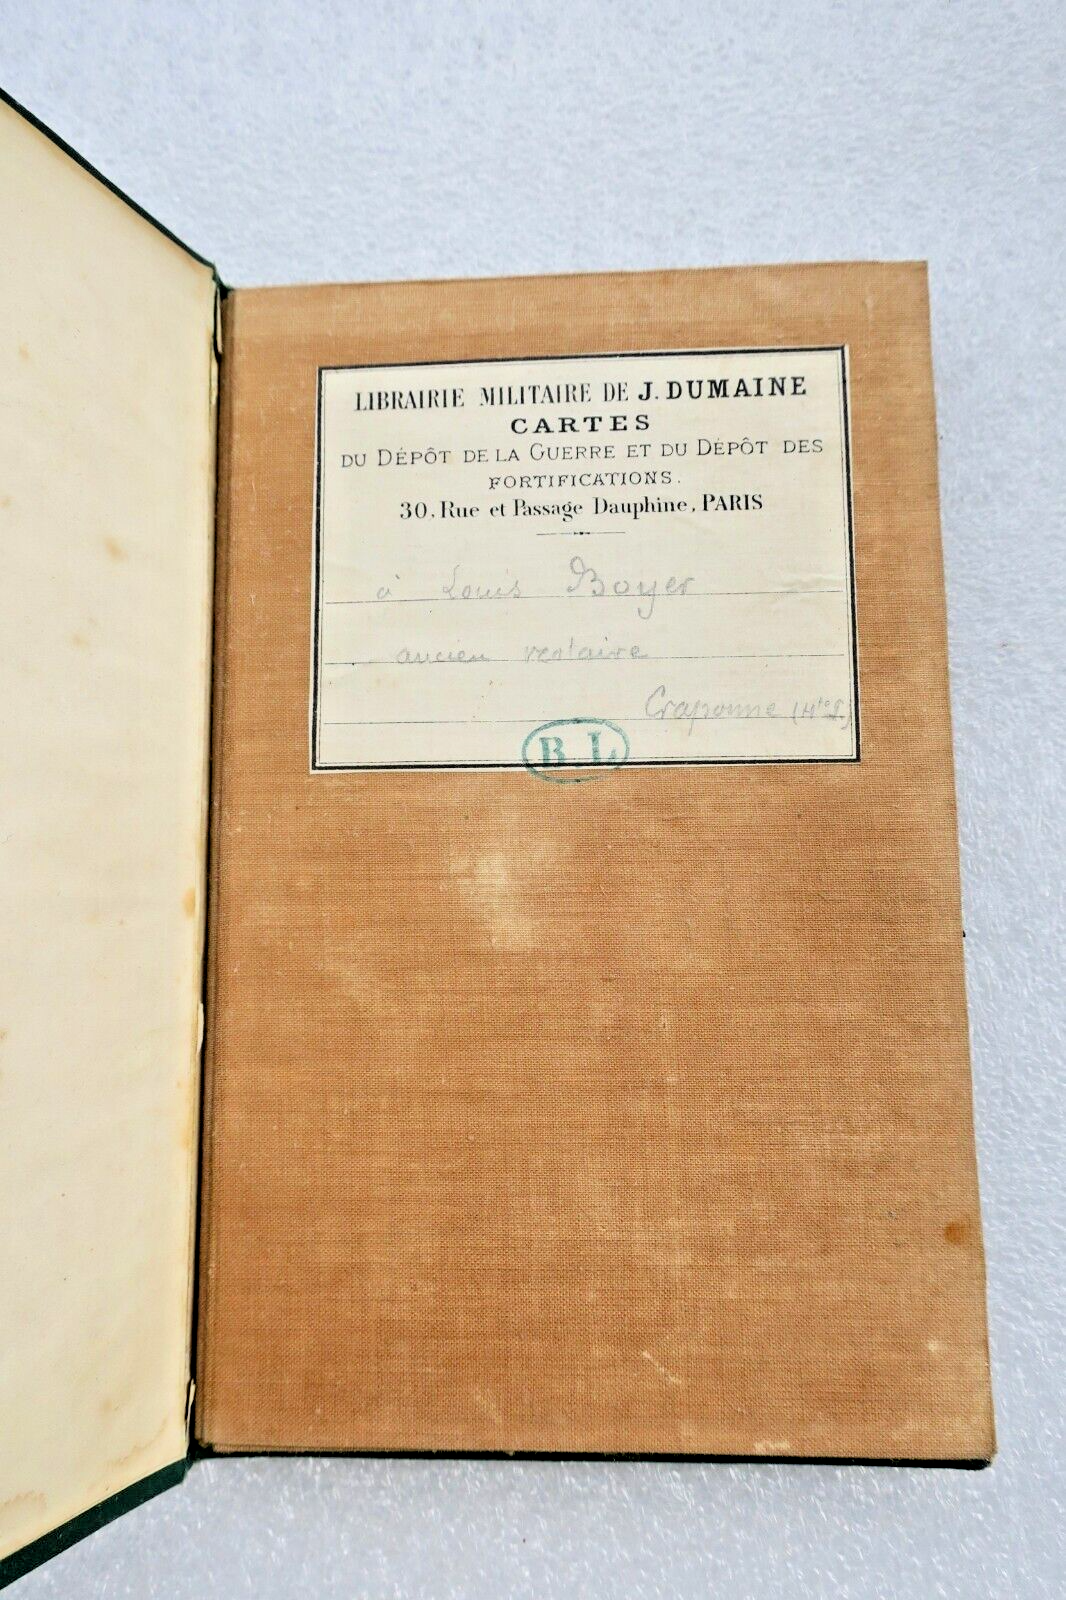 LIBRAIRIE MILITAIRE DE J. DUMAINE
CARTES
DU DÉPÔT DE LA GUERRE ET DU DÉPÔT DES
FORTIFICATIONS.
30, Rue et Passage Dauphine, PARIS
à Louis Boyer
ancien
Craponne (Hte L)
B. L